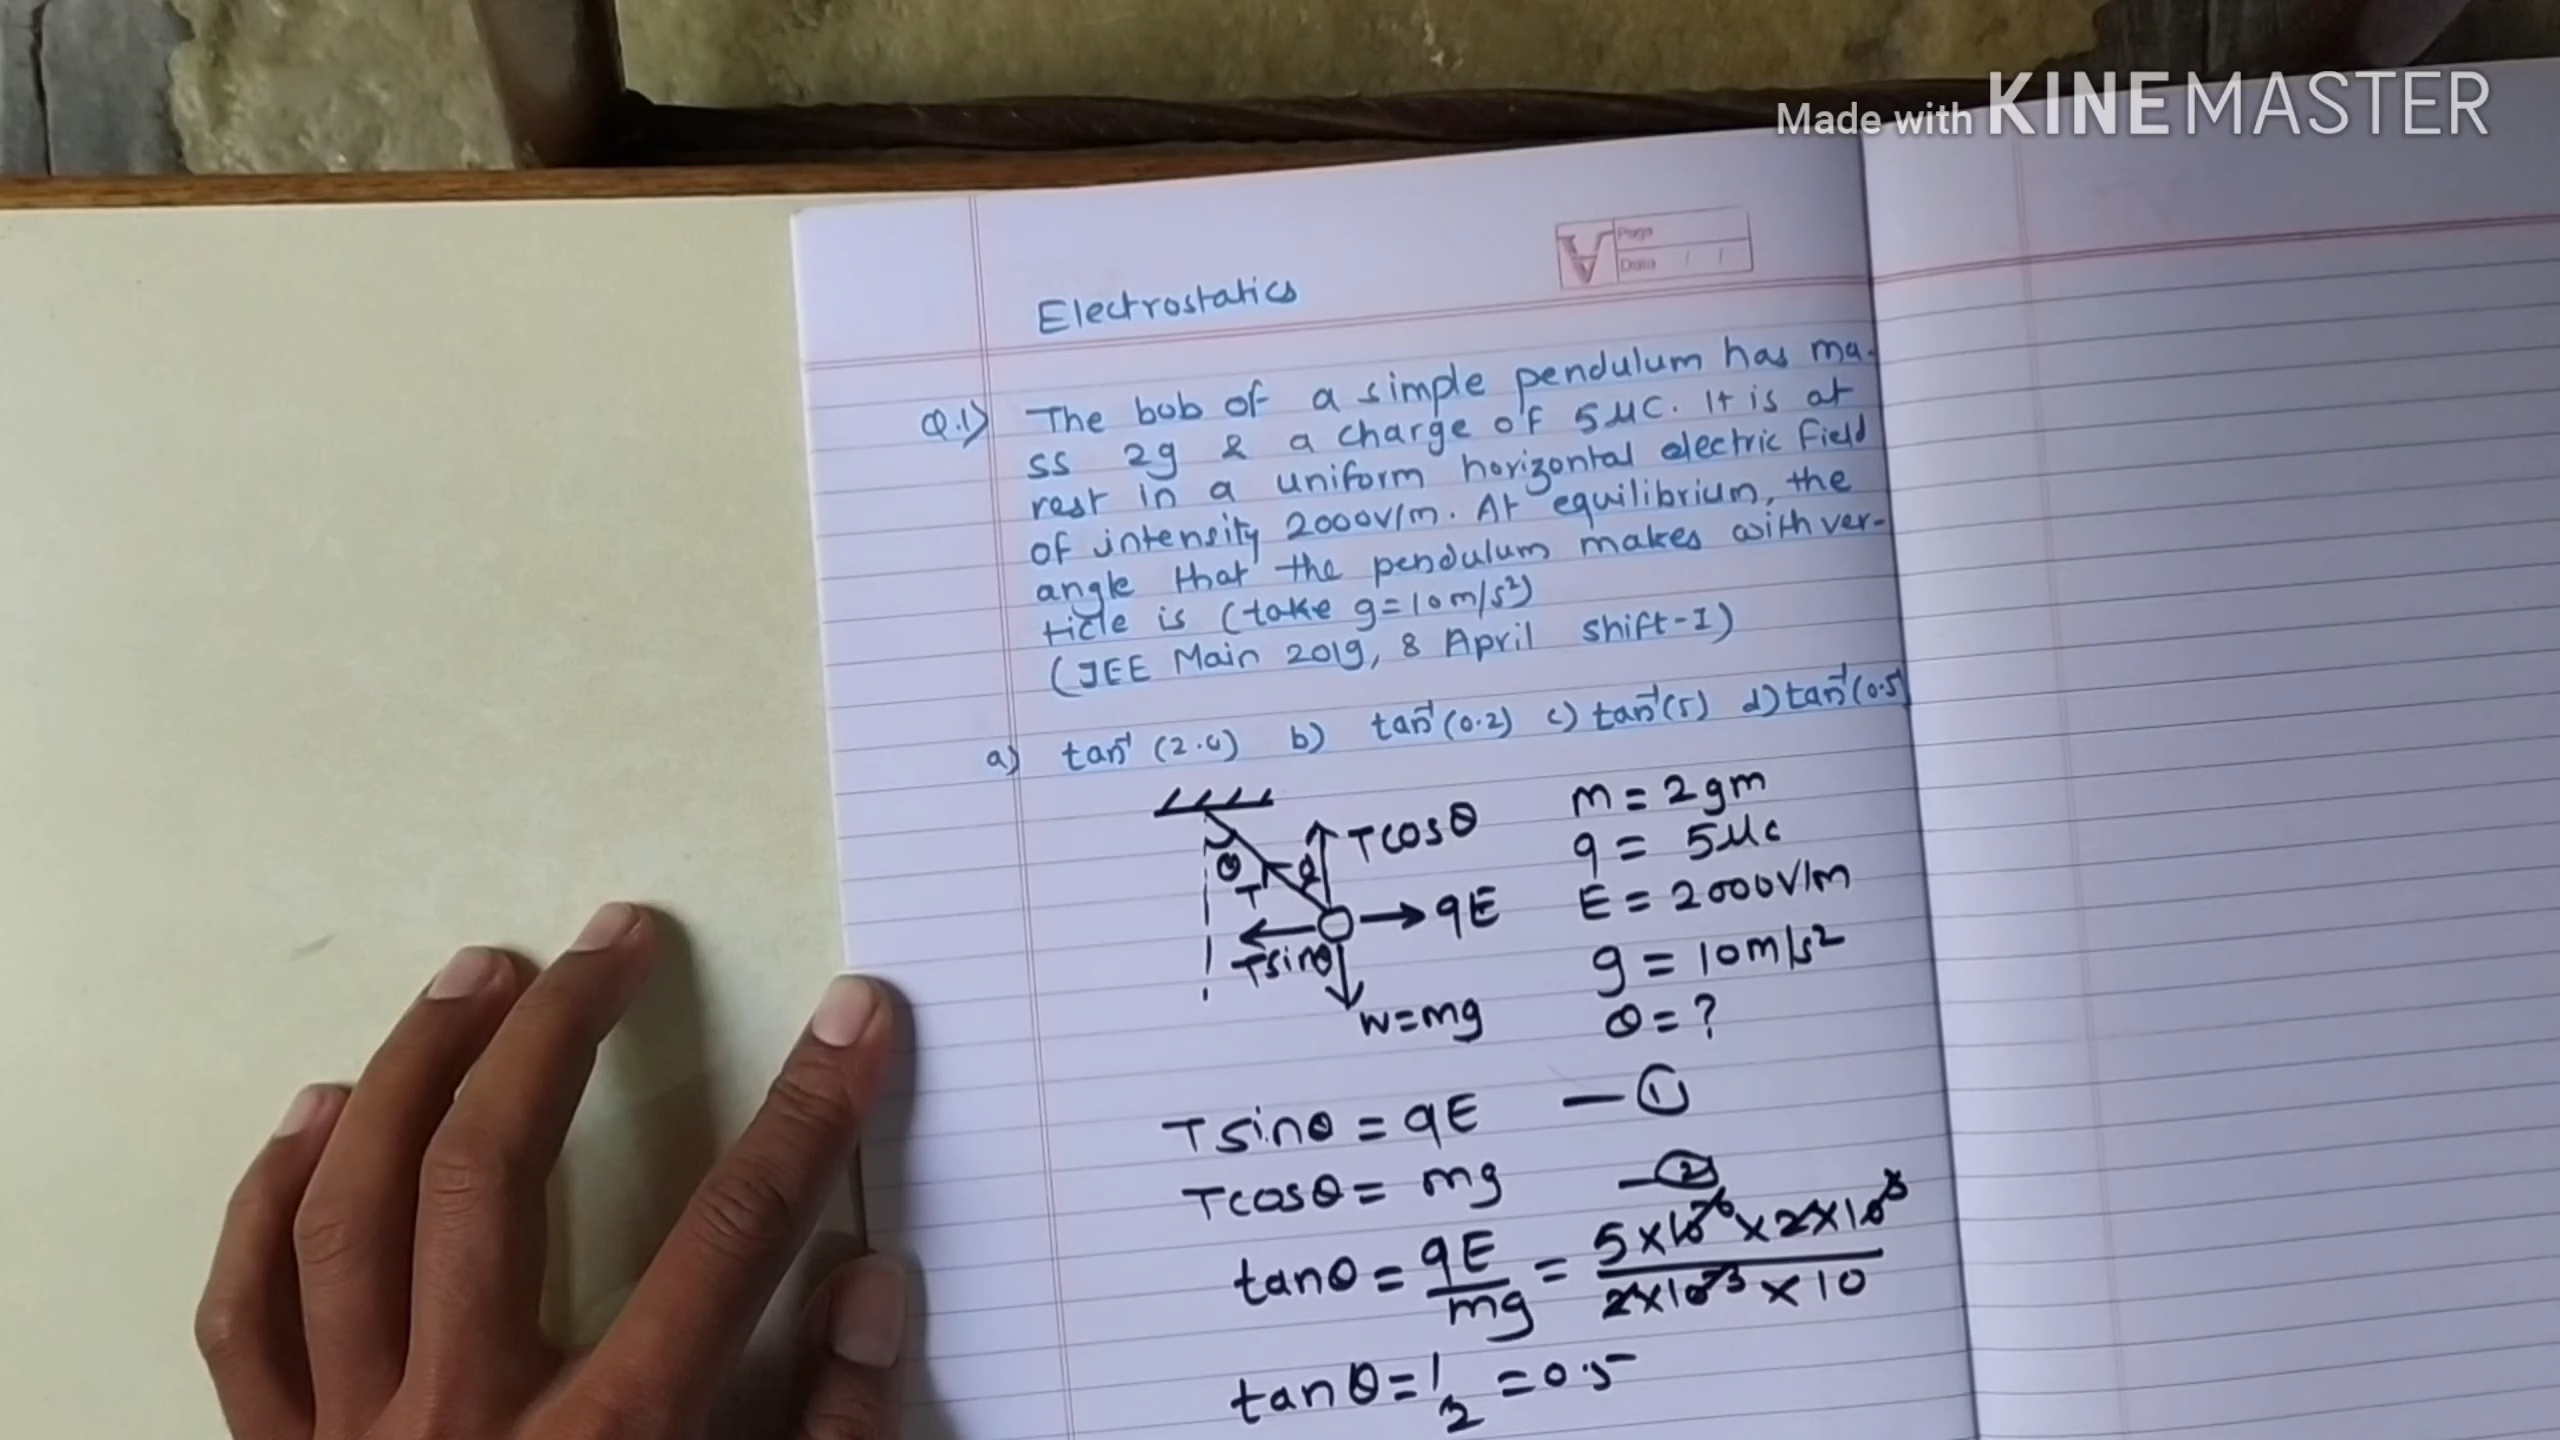 Made with KINEMASTER
Page
Date / /
Electrostatics
Q.1) The bob of a simple pendulum has ma-
ss 2g & a charge of 5μC. It is at
rest in a uniform horizontal electric field
of intensity 2000V/m. At equilibrium, the
angle that the pendulum makes with ver-
ticle is (take g=10m/s²)
(JEE Main 2019, 8 April shift-I)
a) tan⁻¹ (2.0) b) tan⁻¹ (0.2) c) tan⁻¹(5) d) tan⁻¹(0.5)
θ T θ Tcosθ
qE
Tsinθ
W=mg
m = 2gm
q = 5μc
E = 2000V/m
g = 10m/s²
θ = ?
Tsinθ = qE — ①
Tcosθ = mg — ②
tanθ = qE/mg = 5×10⁻⁶×2×10³/2×10⁻³×10
tanθ = 1/2 = 0.5